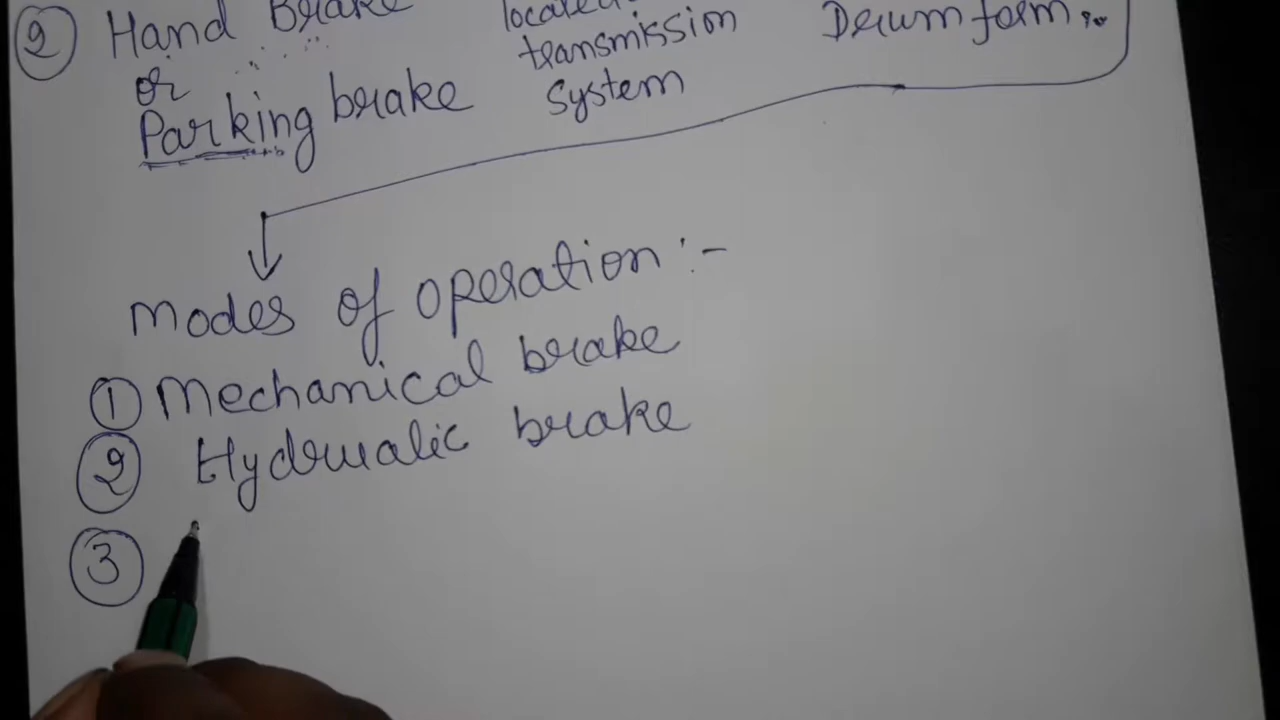 2 Hand Brake
or
Parking brake
located
transmission
system
Drum form.
Modes of operation :-
1 Mechanical brake
2 Hydrualic brake
3